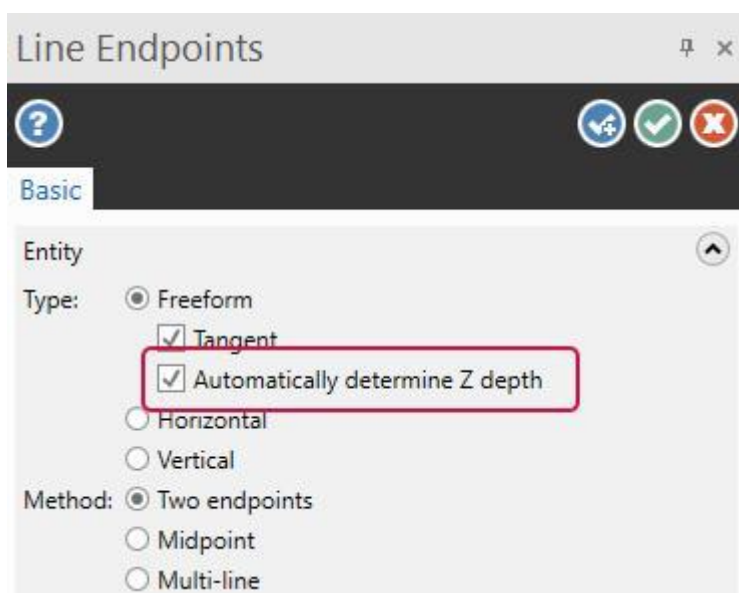 Line Endpoints
Basic
Entity
Type: Freeform
Tangent
Automatically determine Z depth
Horizontal
Vertical
Method: Two endpoints
Midpoint
Multi-line